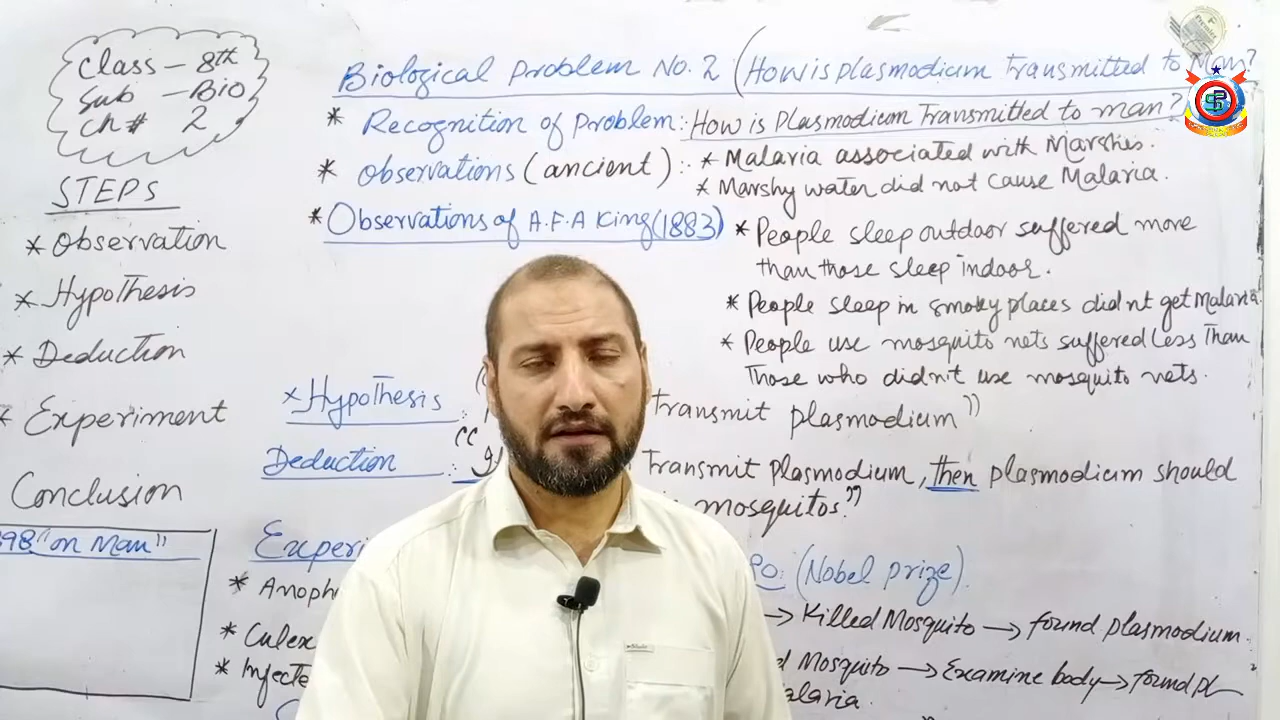 Class - 8th
Sub - Bio
Ch # 2
STEPS
* Observation
* Hypothesis
* Deduction
* Experiment
Conclusion
98 "on Man"
Biological Problem No. 2 (How is plasmodium transmitted to Man?
* Recognition of Problem: How is Plasmodium Transmitted to man?
* Observations (ancient) : * Malaria associated with Marshes.
* Marshy water did not cause Malaria.
* Observations of A.F.A King (1883) * People sleep outdoor suffered more
than those sleep indoor.
* People sleep in smoky places didn't get Malaria.
* People use mosquito nets suffered Less Than
Those who didn't use mosquito nets.
* Hypothesis : transmit plasmodium"
Deduction : Transmit plasmodium, then plasmodium should
mosquitos."
Experi (Nobel prize).
* Anoph → Killed Mosquito → found plasmodium.
* Culex Mosquito → Examine body → found pl
* Injecte alaria.